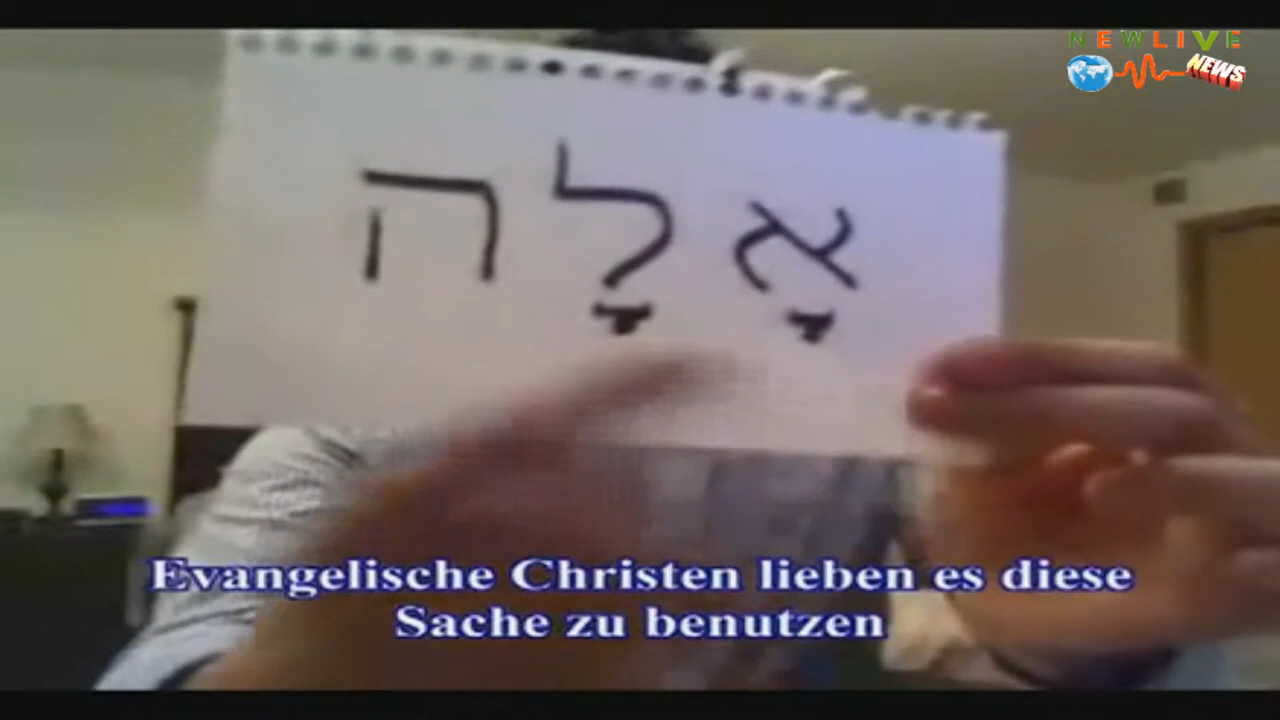 NEWLIVE
NEWS
אָלָה
Evangelische Christen lieben es diese
Sache zu benutzen